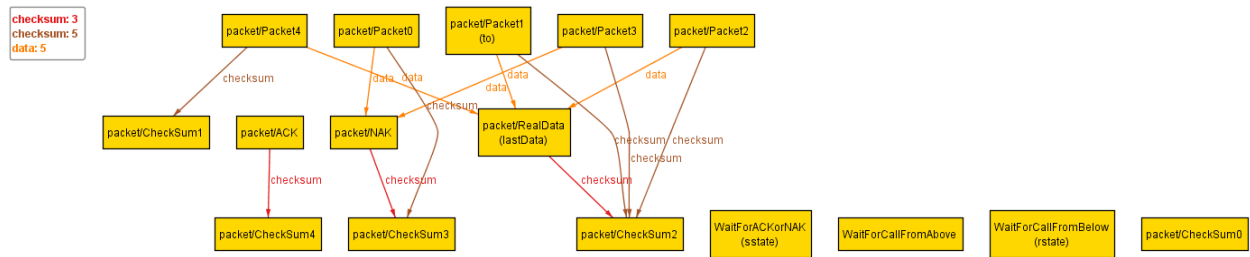 checksum: 3
checksum: 5
data: 5
packet/Packet4
packet/Packet0
packet/Packet1
(to)
packet/Packet3
packet/Packet2
checksum
data
data
data
data
data
checksum
packet/CheckSum1
packet/ACK
packet/NAK
packet/RealData
(lastData)
checksum
checksum
checksum
checksum
checksum
checksum
packet/CheckSum4
packet/CheckSum3
packet/CheckSum2
WaitForACKorNAK
(sstate)
WaitForCallFromAbove
WaitForCallFromBelow
(rstate)
packet/CheckSum0